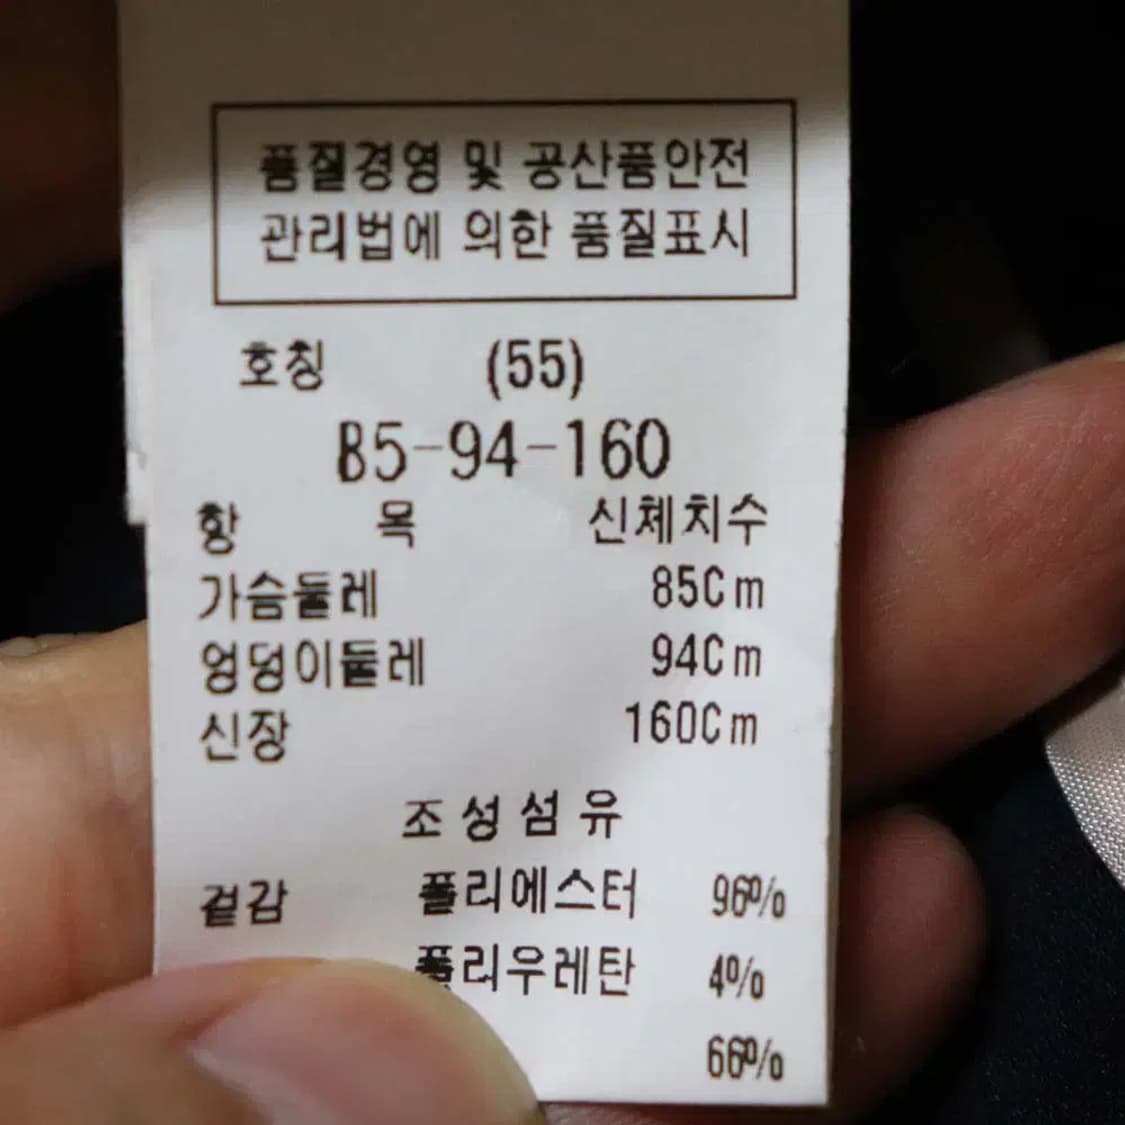 품질경영 및 공산품안전
관리법에 의한 품질표시
호칭 (55)
85-94-160
항 목 신체치수
가슴둘레 85Cm
엉덩이둘레 94Cm
신장 160Cm
조성섬유
겉감 폴리에스터 96%
폴리우레탄 4%
66%